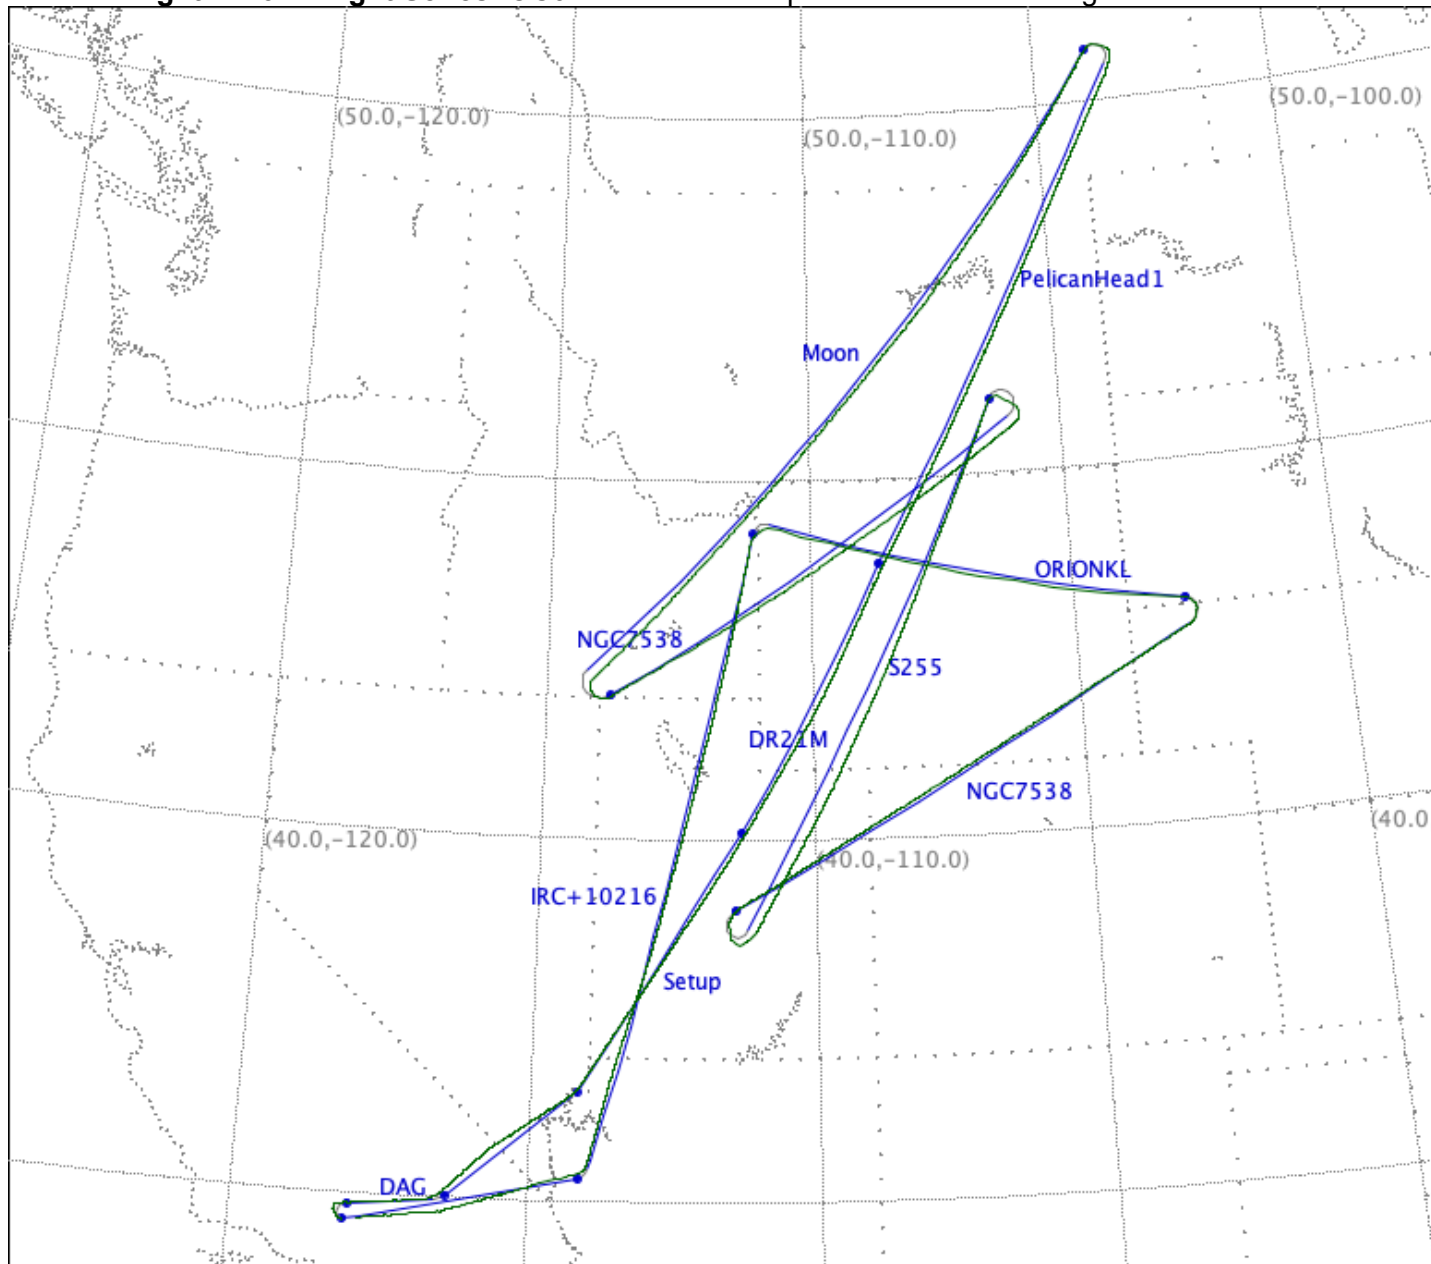 (50.0,-100.0)
(50.0,-120.0)
(50.0,-110.0)
PelicanHead1
Moon
ORIONKL
NGC7538
S255
DR21M
NGC7538
(40.0
(40.0,-120.0)
(40.0,-110.0)
IRC+10216
Setup
DAG